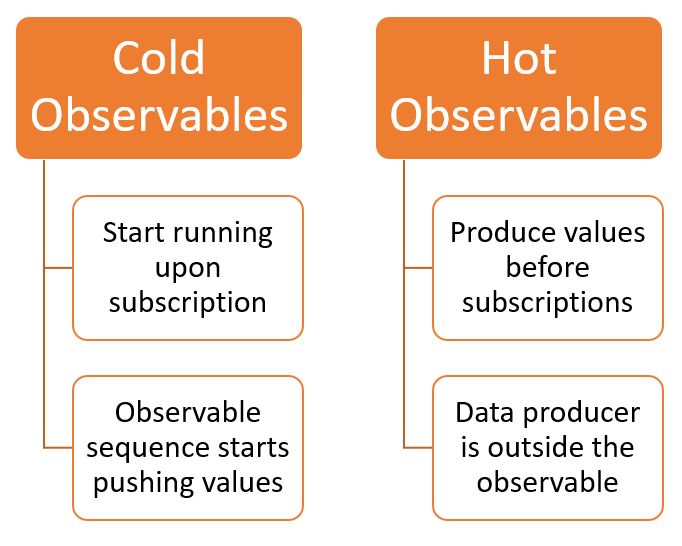 Cold
Observables
Start running
upon
subscription
Observable
sequence starts
pushing values
Hot
Observables
Produce values
before
subscriptions
Data producer
is outside the
observable